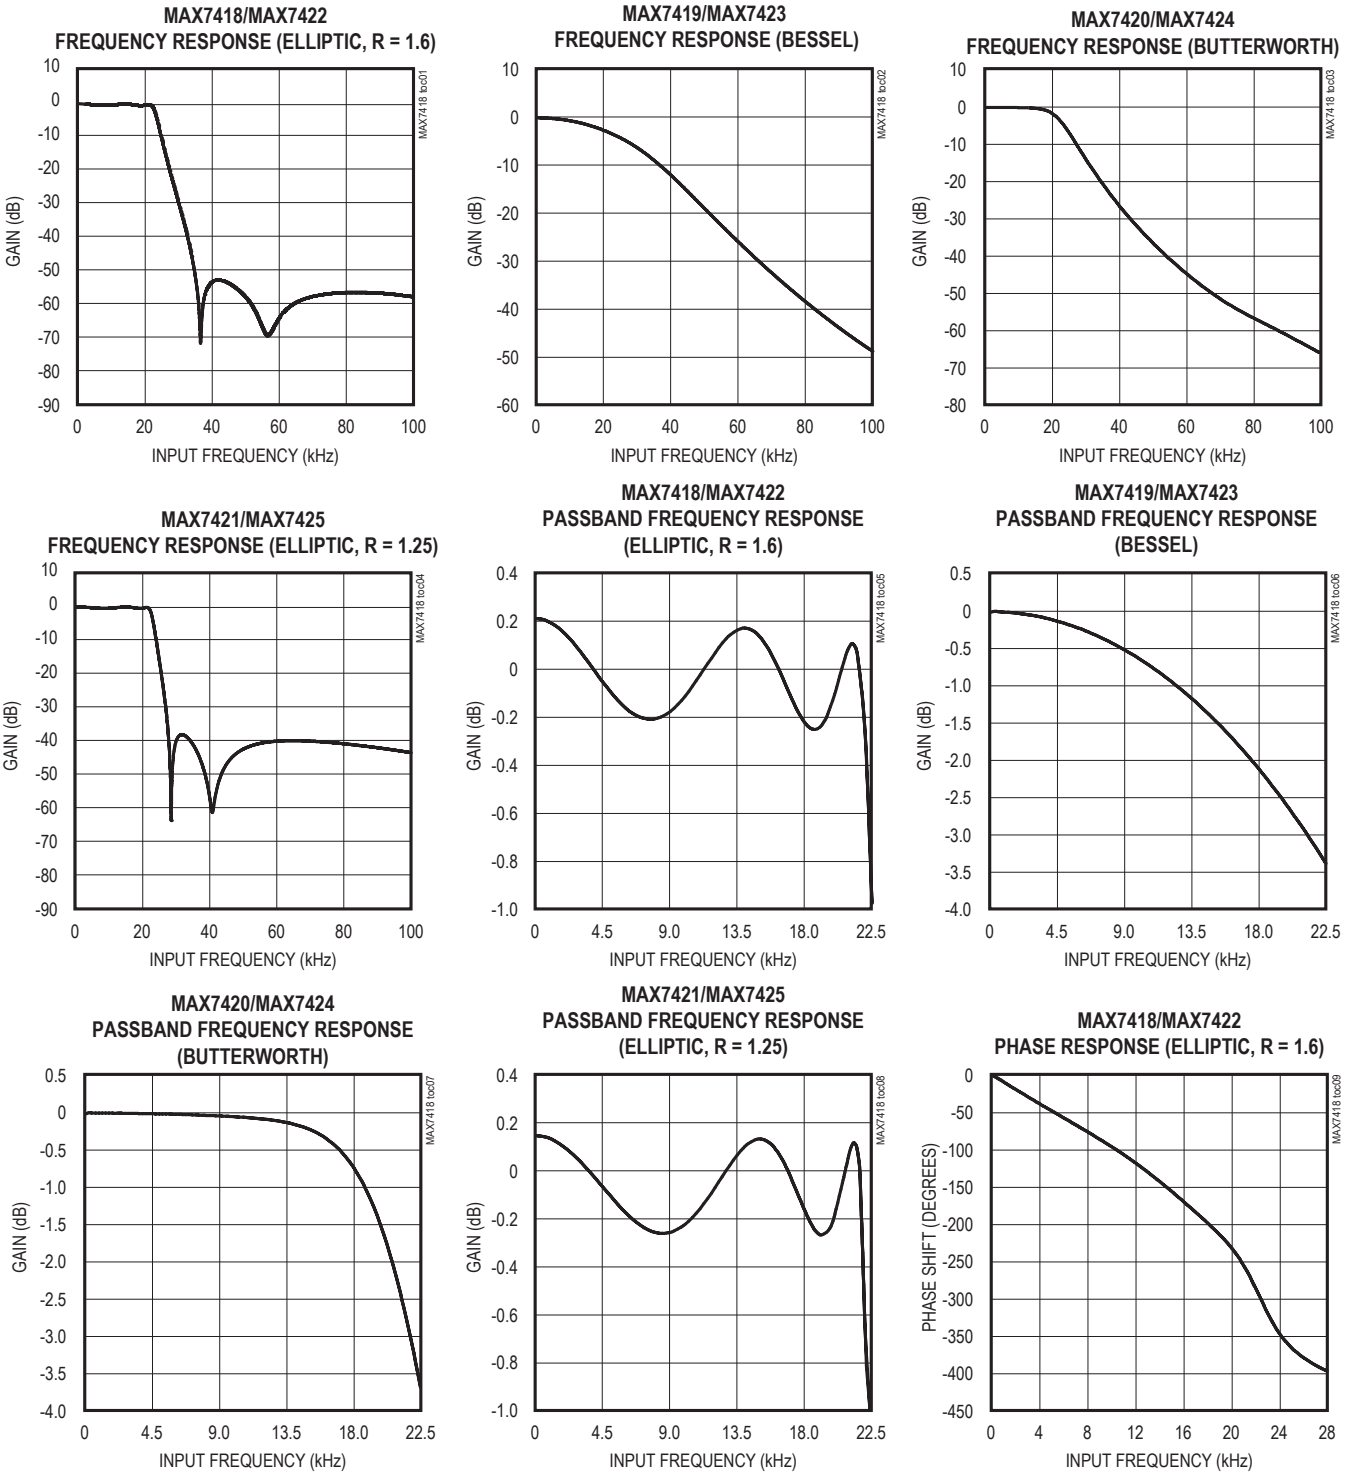 MAX7418/MAX7422
FREQUENCY RESPONSE (ELLIPTIC, R = 1.6)
10
0
-10
-20
-30
-40
-50
-60
-70
-80
-90
GAIN (dB)
0 20 40 60 80 100
INPUT FREQUENCY (kHz)
MAX7418 toc01
MAX7419/MAX7423
FREQUENCY RESPONSE (BESSEL)
10
0
-10
-20
-30
-40
-50
-60
GAIN (dB)
0 20 40 60 80 100
INPUT FREQUENCY (kHz)
MAX7418 toc02
MAX7420/MAX7424
FREQUENCY RESPONSE (BUTTERWORTH)
10
0
-10
-20
-30
-40
-50
-60
-70
-80
GAIN (dB)
0 20 40 60 80 100
INPUT FREQUENCY (kHz)
MAX7418 toc03
MAX7421/MAX7425
FREQUENCY RESPONSE (ELLIPTIC, R = 1.25)
10
0
-10
-20
-30
-40
-50
-60
-70
-80
-90
GAIN (dB)
0 20 40 60 80 100
INPUT FREQUENCY (kHz)
MAX7418 toc04
MAX7418/MAX7422
PASSBAND FREQUENCY RESPONSE
(ELLIPTIC, R = 1.6)
0.4
0.2
0
-0.2
-0.4
-0.6
-0.8
-1.0
GAIN (dB)
0 4.5 9.0 13.5 18.0 22.5
INPUT FREQUENCY (kHz)
MAX7418 toc05
MAX7419/MAX7423
PASSBAND FREQUENCY RESPONSE
(BESSEL)
0.5
0
-0.5
-1.0
-1.5
-2.0
-2.5
-3.0
-3.5
-4.0
GAIN (dB)
0 4.5 9.0 13.5 18.0 22.5
INPUT FREQUENCY (kHz)
MAX7418 toc06
MAX7420/MAX7424
PASSBAND FREQUENCY RESPONSE
(BUTTERWORTH)
0.5
0
-0.5
-1.0
-1.5
-2.0
-2.5
-3.0
-3.5
-4.0
GAIN (dB)
0 4.5 9.0 13.5 18.0 22.5
INPUT FREQUENCY (kHz)
MAX7418 toc07
MAX7421/MAX7425
PASSBAND FREQUENCY RESPONSE
(ELLIPTIC, R = 1.25)
0.4
0.2
0
-0.2
-0.4
-0.6
-0.8
-1.0
GAIN (dB)
0 4.5 9.0 13.5 18.0 22.5
INPUT FREQUENCY (kHz)
MAX7418 toc08
MAX7418/MAX7422
PHASE RESPONSE (ELLIPTIC, R = 1.6)
0
-50
-100
-150
-200
-250
-300
-350
-400
-450
PHASE SHIFT (DEGREES)
0 4 8 12 16 20 24 28
INPUT FREQUENCY (kHz)
MAX7418 toc09